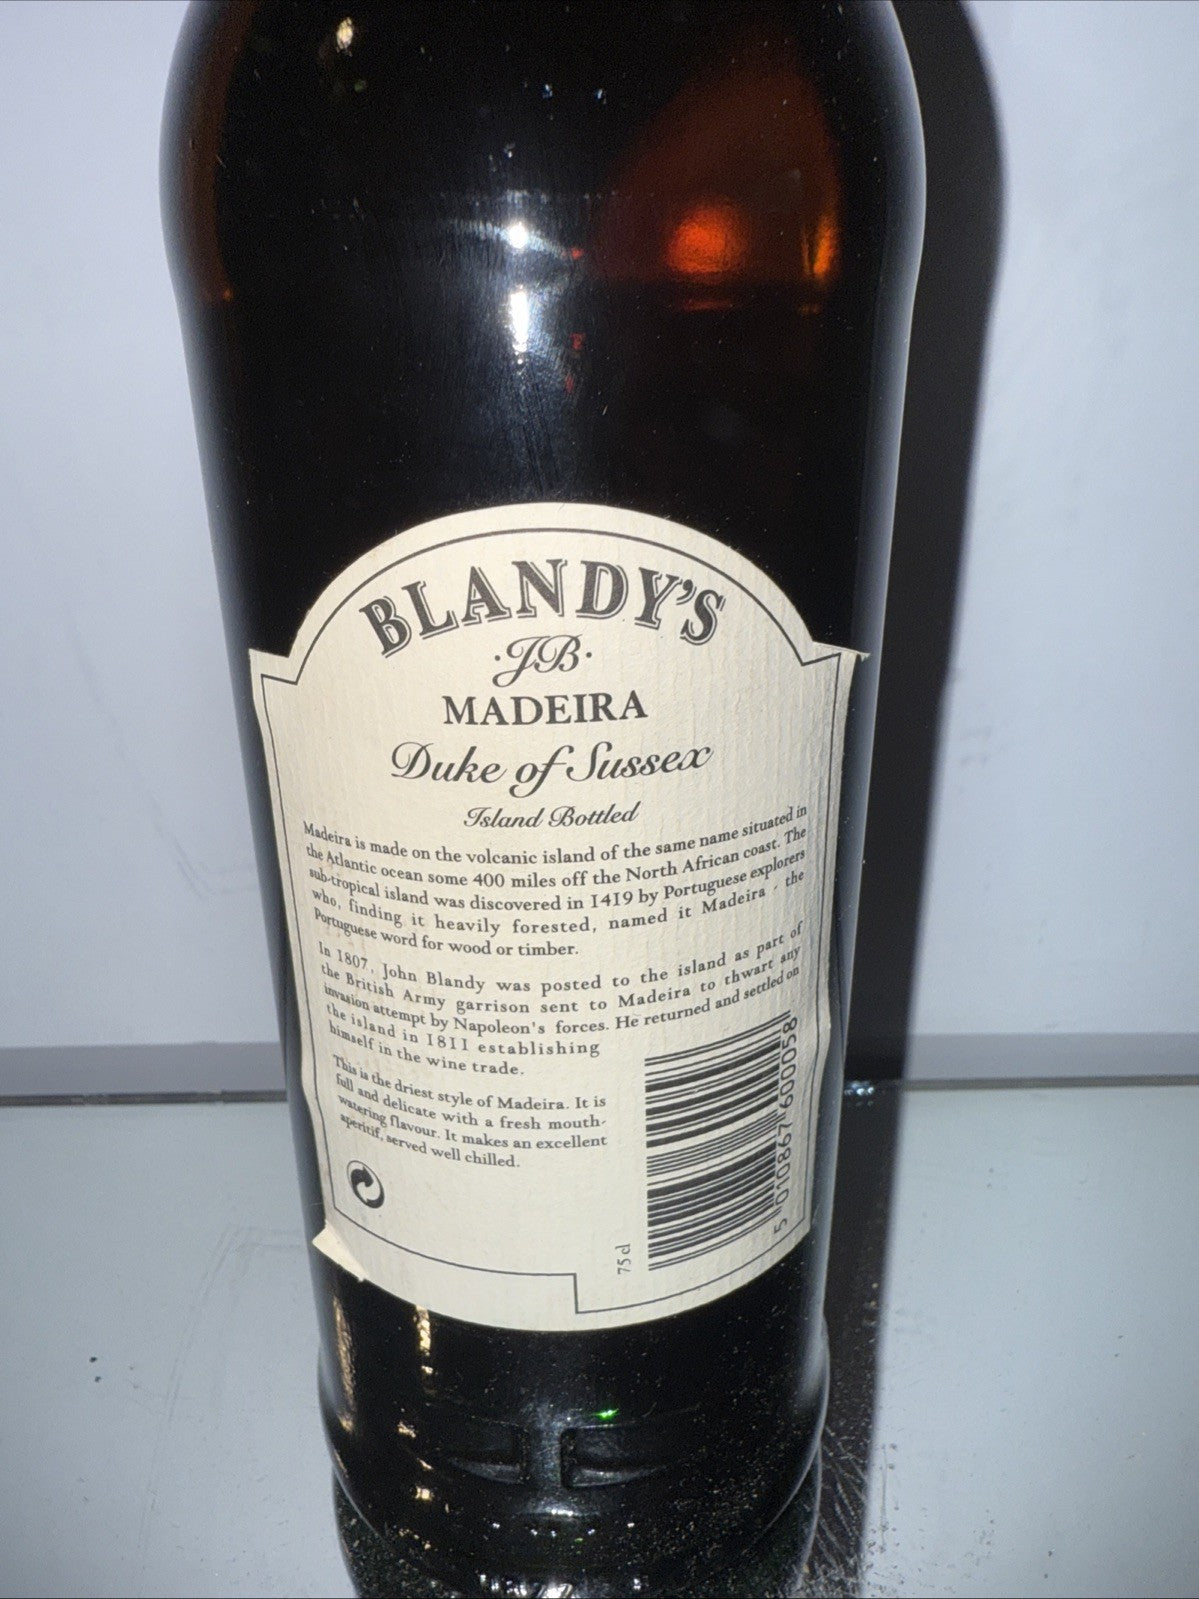 BLANDY'S
·JB·
MADEIRA
Duke of Sussex
Island Bottled
Madeira is made on the volcanic island of the same name situated in
the Atlantic ocean some 400 miles off the North African coast. The
sub-tropical island was discovered in 1419 by Portuguese explorers
who, finding it heavily forested, named it Madeira - the
Portuguese word for wood or timber.
In 1807, John Blandy was posted to the island as part of
the British Army garrison sent to Madeira to thwart any
invasion attempt by Napoleon's forces. He returned and settled on
the island in 1811 establishing
himself in the wine trade.
This is the driest style of Madeira. It is
full and delicate with a fresh mouth-
watering flavour. It makes an excellent
aperitif, served well chilled.
75 cl
5 010867 600058